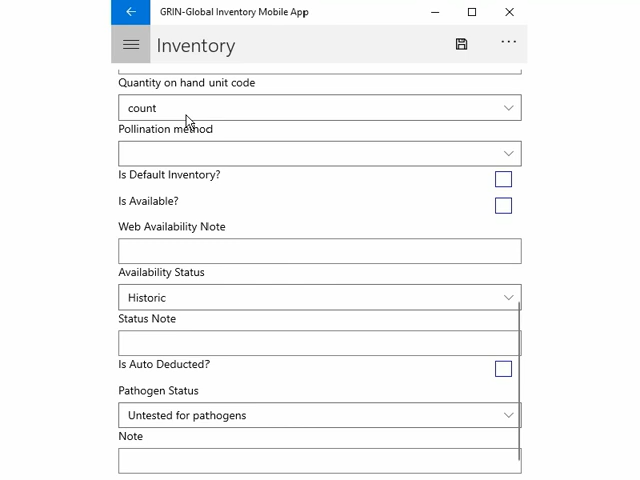 GRIN-Global Inventory Mobile App
Inventory
Quantity on hand unit code
count
Pollination method
Is Default Inventory?
Is Available?
Web Availability Note
Availability Status
Historic
Status Note
Is Auto Deducted?
Pathogen Status
Untested for pathogens
Note